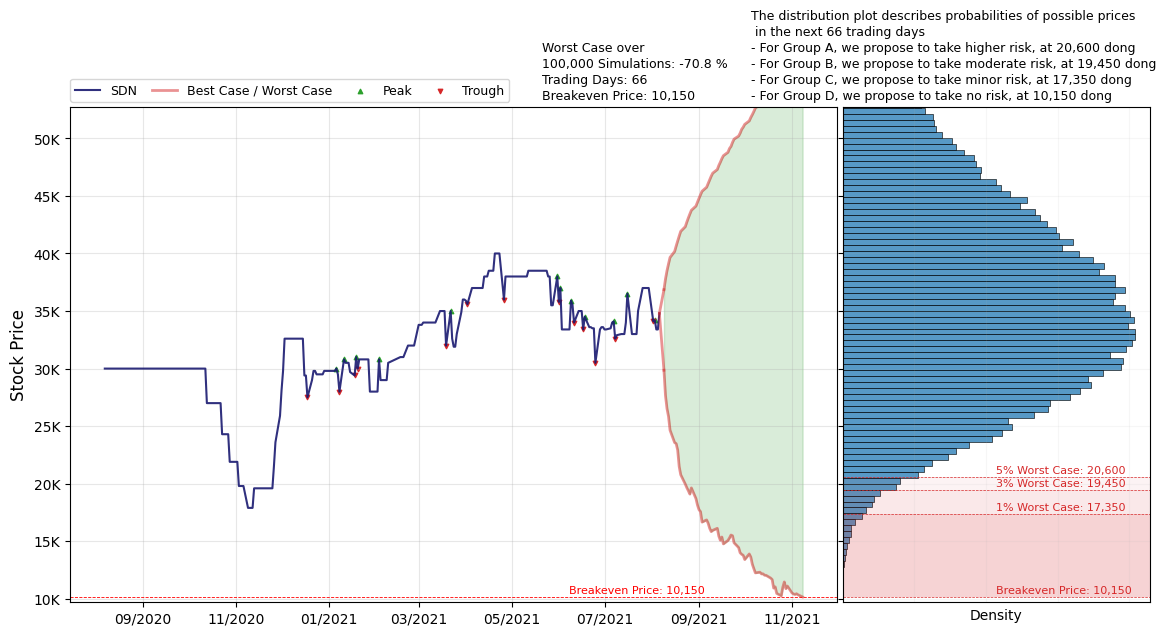 The distribution plot describes probabilities of possible prices
in the next 66 trading days
- For Group A, we propose to take higher risk, at 20,600 dong
- For Group B, we propose to take moderate risk, at 19,450 dong
- For Group C, we propose to take minor risk, at 17,350 dong
- For Group D, we propose to take no risk, at 10,150 dong
Worst Case over
100,000 Simulations: -70.8 %
Trading Days: 66
Breakeven Price: 10,150
SDN Best Case / Worst Case Peak Trough
Stock Price
50K
45K
40K
35K
30K
25K
20K
15K
10K
Breakeven Price: 10,150
09/2020 11/2020 01/2021 03/2021 05/2021 07/2021 09/2021 11/2021
5% Worst Case: 20,600
3% Worst Case: 19,450
1% Worst Case: 17,350
Breakeven Price: 10,150
Density